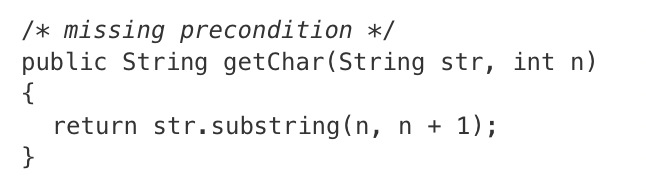 /* missing precondition */
public String getChar(String str, int n)
{
  return str.substring(n, n + 1);
}